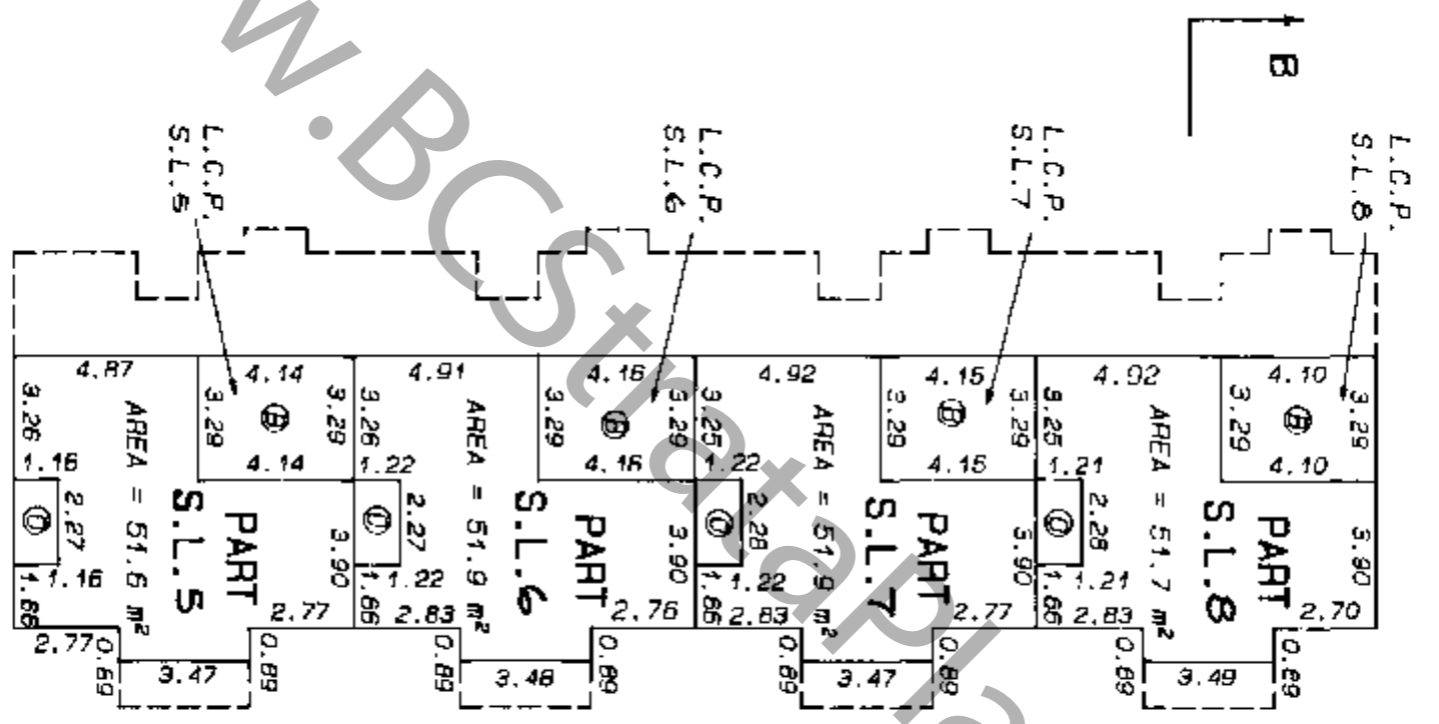 B
L.C.P.
S.L.5
L.C.P.
S.L.6
L.C.P.
S.L.7
L.C.P.
S.L.8
4.87
4.14
4.91
4.16
4.92
4.15
4.92
4.10
3.26
3.29
B
3.29
3.26
3.29
B
3.29
3.25
3.29
B
3.29
3.25
3.29
B
3.29
1.16
4.14
1.22
4.16
1.22
4.15
1.21
4.10
AREA = 51.6 m²
AREA = 51.9 m²
AREA = 51.9 m²
AREA = 51.7 m²
2.27
3.90
2.27
3.90
2.28
3.90
2.28
3.90
PART
S.L.5
PART
S.L.6
PART
S.L.7
PART
S.L.8
1.16
1.22
1.22
1.21
1.66
1.66
1.66
1.66
2.77
2.77
2.83
2.76
2.83
2.77
2.83
2.70
0.89
3.47
0.89
0.89
3.48
0.89
0.89
3.47
0.89
0.89
3.49
0.89
w.BCStrataPla